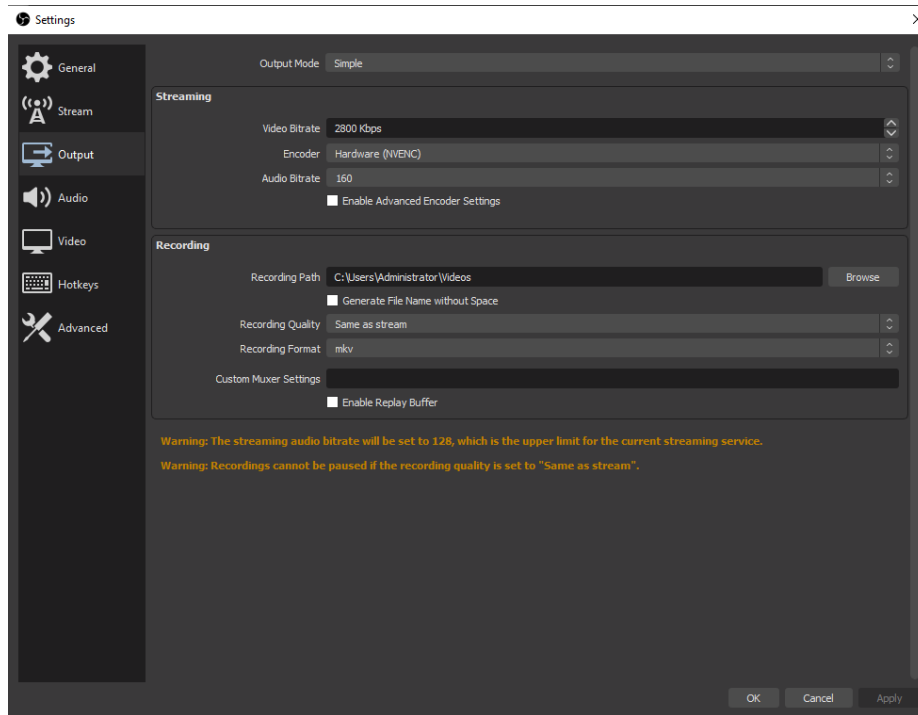 Settings
General
Stream
Output
Audio
Video
Hotkeys
Advanced
Output Mode Simple
Streaming
Video Bitrate 2800 Kbps
Encoder Hardware (NVENC)
Audio Bitrate 160
Enable Advanced Encoder Settings
Recording
Recording Path C:\Users\Administrator\Videos Browse
Generate File Name without Space
Recording Quality Same as stream
Recording Format mkv
Custom Muxer Settings
Enable Replay Buffer
Warning: The streaming audio bitrate will be set to 128, which is the upper limit for the current streaming service.
Warning: Recordings cannot be paused if the recording quality is set to "Same as stream".
OK Cancel Apply